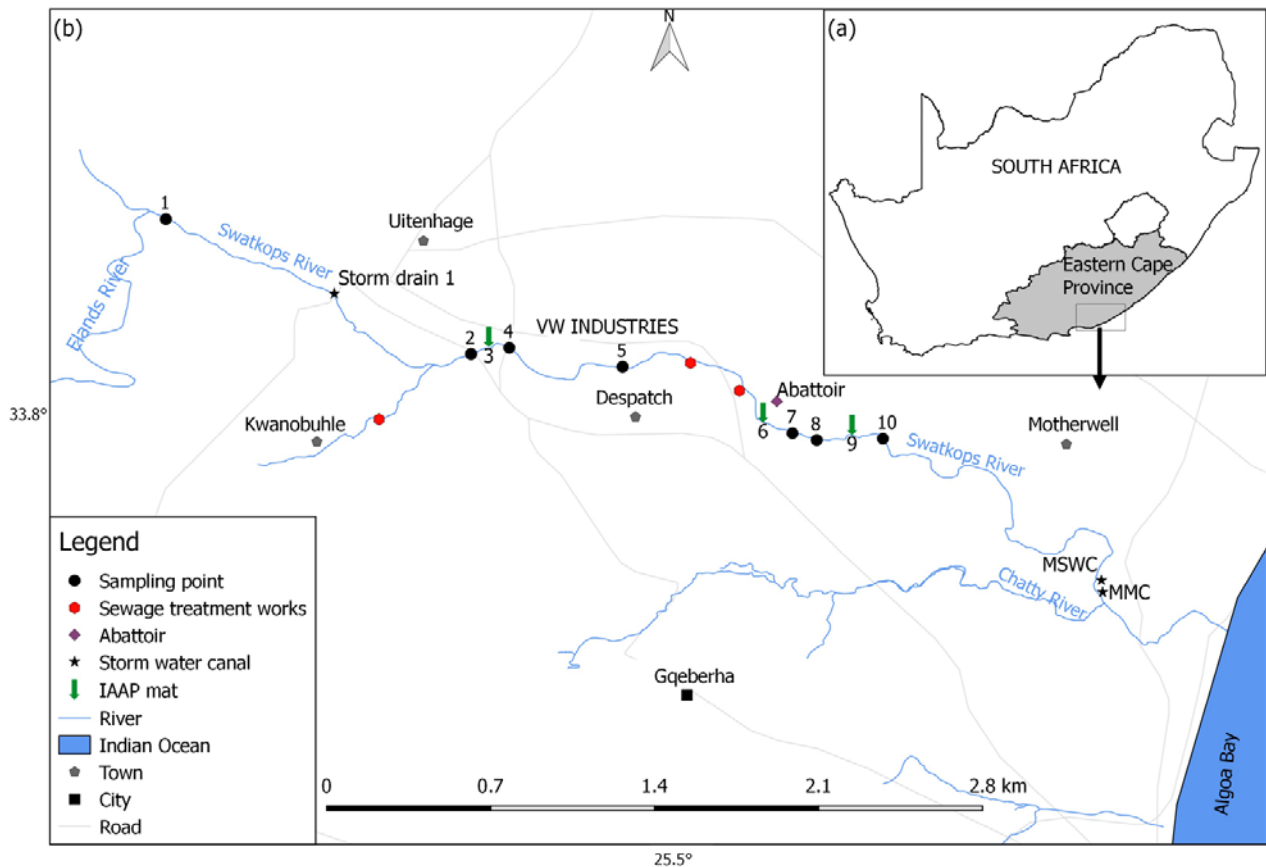 (b)
N
(a)
SOUTH AFRICA
Eastern Cape
Province
1
Swatkops River
Elands River
Uitenhage
Storm drain 1
2
3
4
VW INDUSTRIES
5
Despatch
Kwanobuhle
33.8°
Abattoir
6
7
8
9
10
Motherwell
Swatkops River
MSWC
MMC
Chatty River
Gqeberha
Algoa Bay
Legend
Sampling point
Sewage treatment works
Abattoir
Storm water canal
IAAP mat
River
Indian Ocean
Town
City
Road
0 0.7 1.4 2.1 2.8 km
25.5°